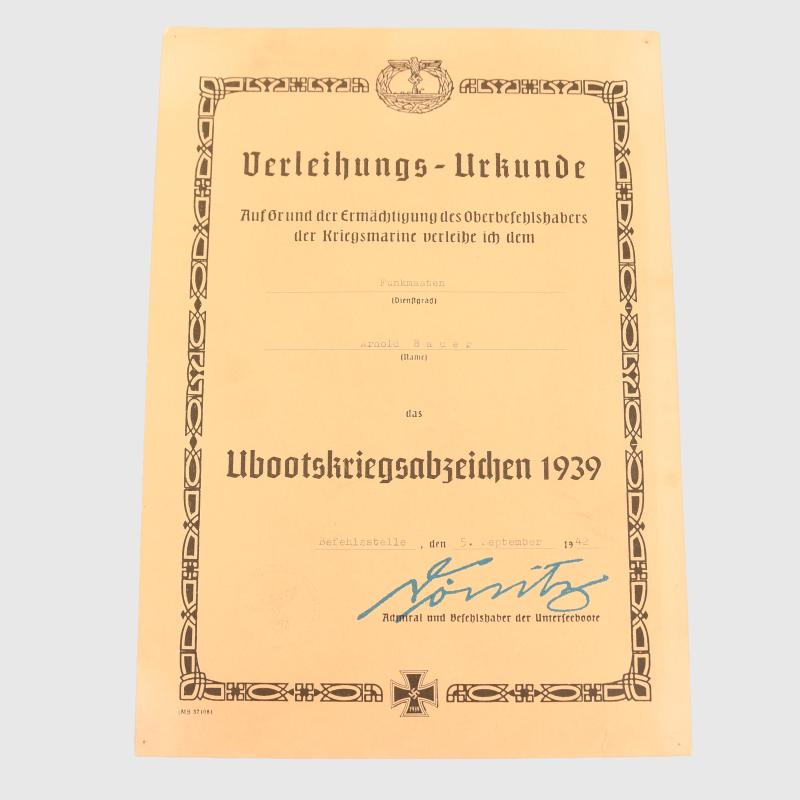 Verleihungs-Urkunde
Auf Grund der Ermächtigung des Oberbefehlshabers
der Kriegsmarine verleihe ich dem
Funkmaaten
(Dienstgrad)
Arnold Bauer
(Name)
das
Ubootskriegsabzeichen 1939
Befehlsstelle, den 5. September 1942
Dönitz
Admiral und Befehlshaber der Unterseeboote
1939